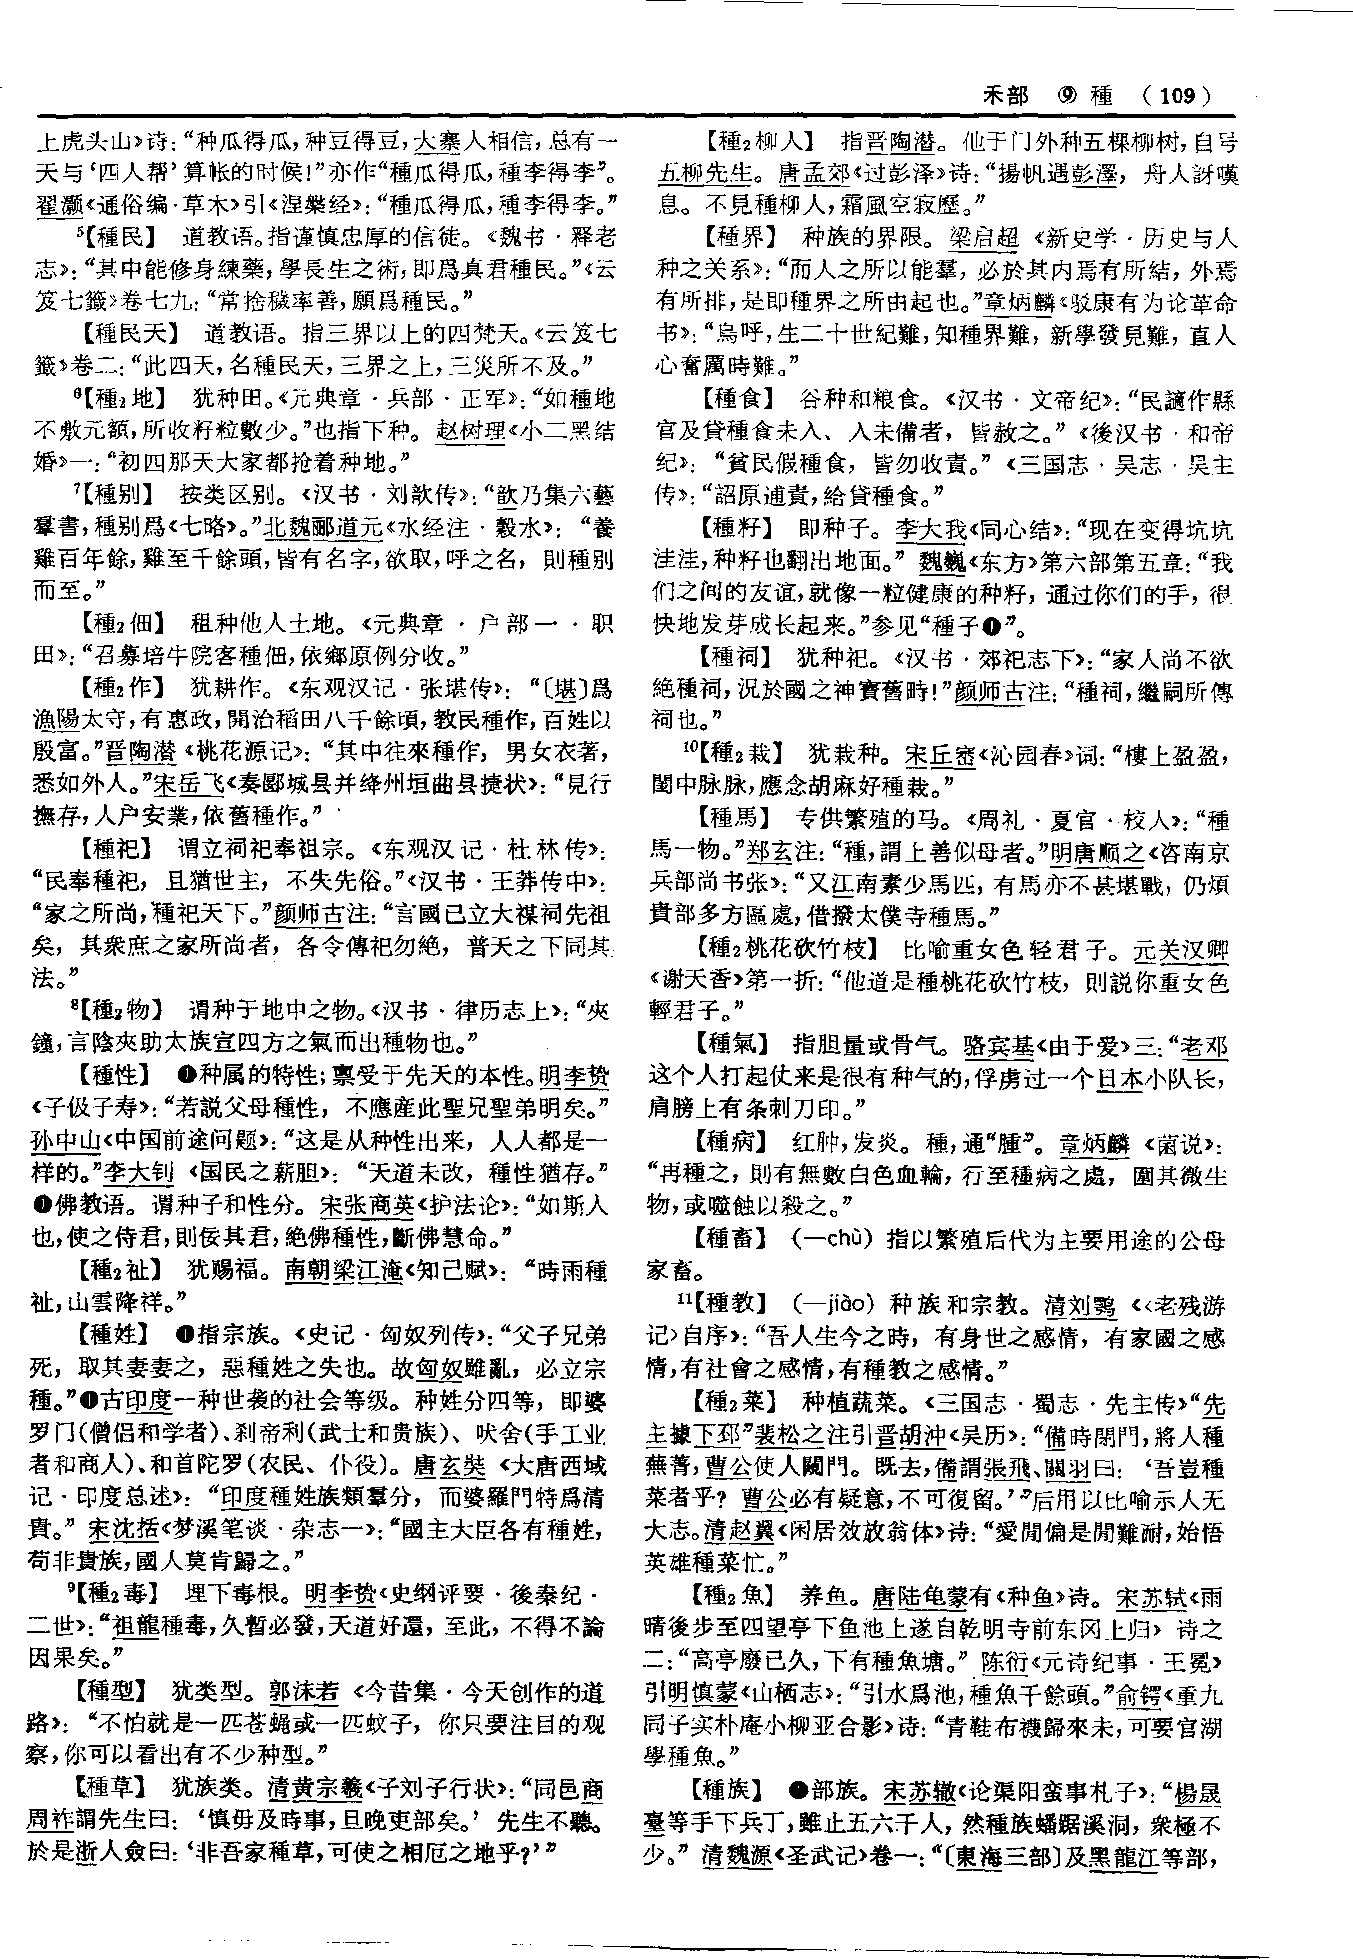 禾部 ⑨ 種 （109）
上虎头山》诗：“种瓜得瓜，种豆得豆，大寨人相信，总有一
天与‘四人帮’算帐的时候！”亦作“種瓜得瓜，種李得李”。
翟灏《通俗编·草木》引《涅槃经》：“種瓜得瓜，種李得李。”
⁵【種民】 道教语。指谨慎忠厚的信徒。《魏书·释老
志》：“其中能修身練藥，學長生之術，即爲真君種民。”《云
笈七籤》卷七九：“常捨穢率善，願爲種民。”
【種民天】 道教语。指三界以上的四梵天。《云笈七
籤》卷二：“此四天，名種民天，三界之上，三災所不及。”
⁶【種₂地】 犹种田。《元典章·兵部·正军》：“如種地
不敷元額，所收籽粒數少。”也指下种。赵树理《小二黑结
婚》一：“初四那天大家都抢着种地。”
⁷【種别】 按类区别。《汉书·刘歆传》：“歆乃集六藝
羣書，種别爲《七略》。”北魏郦道元《水经注·穀水》：“養
雞百年餘，雞至千餘頭，皆有名字，欲取，呼之名，則種别
而至。”
【種₂佃】 租种他人土地。《元典章·户部一·职
田》：“召募培牛院客種佃，依鄉原例分收。”
【種₂作】 犹耕作。《东观汉记·张堪传》：“〔堪〕爲
漁陽太守，有惠政，開治稻田八千餘頃，教民種作，百姓以
殷富。”晋陶潜《桃花源记》：“其中往來種作，男女衣著，
悉如外人。”宋岳飞《奏郾城县并绛州垣曲县捷状》：“見行
撫存，人户安業，依舊種作。”
【種祀】 谓立祠祀奉祖宗。《东观汉记·杜林传》：
“民奉種祀，且猶世主，不失先俗。”《汉书·王莽传中》：
“家之所尚，種祀天下。”颜师古注：“言國已立大禖祠先祖
矣，其衆庶之家所尚者，各令傳祀勿絶，普天之下同其
法。”
⁸【種₂物】 谓种于地中之物。《汉书·律历志上》：“夾
鐘，言陰夾助太族宣四方之氣而出種物也。”
【種性】 ❶种属的特性；禀受于先天的本性。明李贽
《子伋子寿》：“若説父母種性，不應産此聖兄聖弟明矣。”
孙中山《中国前途问题》：“这是从种性出来，人人都是一
样的。”李大钊《国民之薪胆》：“天道未改，種性猶存。”
❶佛教语。谓种子和性分。宋张商英《护法论》：“如斯人
也，使之侍君，則佞其君，絶佛種性，斷佛慧命。”
【種₂祉】 犹赐福。南朝梁江淹《知己赋》：“時雨種
祉，山雲降祥。”
【種姓】 ❶指宗族。《史记·匈奴列传》：“父子兄弟
死，取其妻妻之，惡種姓之失也。故匈奴雖亂，必立宗
種。”❶古印度一种世袭的社会等级。种姓分四等，即婆
罗门（僧侣和学者）、刹帝利（武士和贵族）、吠舍（手工业
者和商人）、和首陀罗（农民、仆役）。唐玄奘《大唐西域
记·印度总述》：“印度種姓族類羣分，而婆羅門特爲清
貴。”宋沈括《梦溪笔谈·杂志一》：“國主大臣各有種姓，
苟非貴族，國人莫肯歸之。”
⁹【種₂毒】 埋下毒根。明李贽《史纲评要·後秦纪·
二世》：“祖龍種毒，久暫必發，天道好還，至此，不得不論
因果矣。”
【種型】 犹类型。郭沫若《今昔集·今天创作的道
路》：“不怕就是一匹苍蝇或一匹蚊子，你只要注目的观
察，你可以看出有不少种型。”
【種草】 犹族类。清黄宗羲《子刘子行状》：“同邑商
周祚謂先生曰：‘慎毋及時事，旦晚吏部矣。’先生不聽。
於是浙人僉曰：‘非吾家種草，可使之相厄之地乎？’”
【種₂柳人】 指晋陶潜。他于门外种五棵柳树，自号
五柳先生。唐孟郊《过彭泽》诗：“揚帆遇彭澤，舟人訝嘆
息。不見種柳人，霜風空寂歷。”
【種界】 种族的界限。梁启超《新史学·历史与人
种之关系》：“而人之所以能羣，必於其内焉有所結，外焉
有所排，是即種界之所由起也。”章炳麟《驳康有为论革命
书》：“烏呼，生二十世紀難，知種界難，新學發見難，直人
心奮厲時難。”
【種食】 谷种和粮食。《汉书·文帝纪》：“民讁作縣
官及貸種食未入、入未備者，皆赦之。”《後汉书·和帝
纪》：“貧民假種食，皆勿收責。”《三国志·吴志·吴主
传》：“詔原逋責，給貸種食。”
【種籽】 即种子。李大我《同心结》：“现在变得坑坑
洼洼，种籽也翻出地面。”魏巍《东方》第六部第五章：“我
们之间的友谊，就像一粒健康的种籽，通过你们的手，很
快地发芽成长起来。”参见“種子❶”。
【種祠】 犹种祀。《汉书·郊祀志下》：“家人尚不欲
絶種祠，況於國之神寶舊畤！”颜师古注：“種祠，繼嗣所傳
祠也。”
¹⁰【種₂栽】 犹栽种。宋丘崈《沁园春》词：“樓上盈盈，
閨中脉脉，應念胡麻好種栽。”
【種馬】 专供繁殖的马。《周礼·夏官·校人》：“種
馬一物。”郑玄注：“種，謂上善似母者。”明唐顺之《咨南京
兵部尚书张》：“又江南素少馬匹，有馬亦不甚堪戰，仍煩
貴部多方區處，借撥太僕寺種馬。”
【種₂桃花砍竹枝】 比喻重女色轻君子。元关汉卿
《谢天香》第一折：“他道是種桃花砍竹枝，則説你重女色
輕君子。”
【種氣】 指胆量或骨气。骆宾基《由于爱》三：“老邓
这个人打起仗来是很有种气的，俘虏过一个日本小队长，
肩膀上有条刺刀印。”
【種病】 红肿，发炎。種，通“腫”。章炳麟《菌说》：
“再種之，則有無數白色血輪，行至種病之處，圍其微生
物，或噬蝕以殺之。”
【種畜】 （—chù）指以繁殖后代为主要用途的公母
家畜。
¹¹【種教】 （—jiào）种族和宗教。清刘鹗《〈老残游
记〉自序》：“吾人生今之時，有身世之感情，有家國之感
情，有社會之感情，有種教之感情。”
【種₂菜】 种植蔬菜。《三国志·蜀志·先主传》“先
主據下邳”裴松之注引晋胡沖《吴历》：“備時閉門，將人種
蕪菁，曹公使人闚門。既去，備謂張飛、關羽曰：‘吾豈種
菜者乎？曹公必有疑意，不可復留。’”后用以比喻示人无
大志。清赵翼《闲居效放翁体》诗：“愛閒偏是閒難耐，始悟
英雄種菜忙。”
【種₂魚】 养鱼。唐陆龟蒙有《种鱼》诗。宋苏轼《雨
晴後步至四望亭下鱼池上遂自乾明寺前东冈上归》诗之
二：“高亭廢已久，下有種魚塘。”陈衍《元诗纪事·王冕》
引明慎蒙《山栖志》：“引水爲池，種魚千餘頭。”俞锷《重九
同子实朴庵小柳亚合影》诗：“青鞋布襪歸來未，可要官湖
學種魚。”
【種族】 ❶部族。宋苏辙《论渠阳蛮事札子》：“楊晟
臺等手下兵丁，雖止五六千人，然種族蟠踞溪洞，衆極不
少。”清魏源《圣武记》卷一：“〔東海三部〕及黑龍江等部，